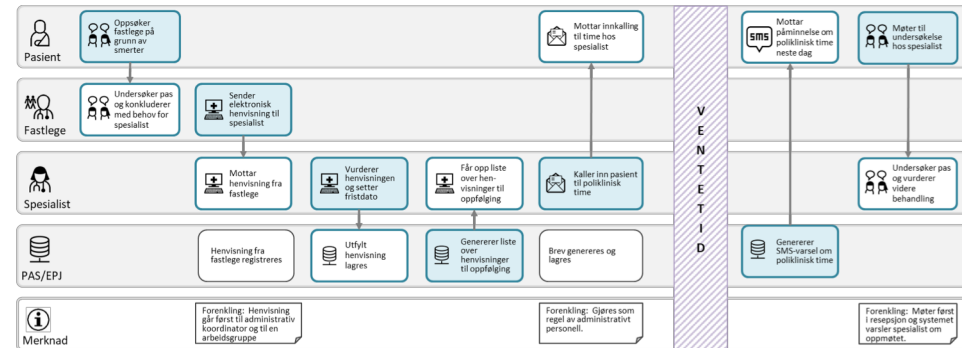 Pasient
Oppsøker
fastlege på
grunn av
smerter
Mottar
innkalling
til time hos
spesialist
SMS
Mottar
påminnelse om
poliklinisk time
neste dag
Møter til
undersøkelse
hos spesialist
Fastlege
Undersøker pas
og konkluderer
med behov for
spesialist
Sender
elektronisk
henvisning til
spesialist
VENTETID
Spesialist
Mottar
henvisning fra
fastlege
Vurderer
henvisningen
og setter
fristdato
Får opp liste
over hen-
visninger til
oppfølging
Kaller inn pasient
til poliklinisk
time
Undersøker pas
og vurderer
videre
behandling
PAS/EPJ
Henvisning fra
fastlege registreres
Utfylt
henvisning
lagres
Genererer liste
over
henvisninger
til oppfølging
Brev genereres og
lagres
Genererer
SMS-varsel om
poliklinisk time
Merknad
Forenkling: Henvisning
går først til administrativ
koordinator og til en
arbeidsgruppe
Forenkling: Gjøres som
regel av administrativt
personell.
Forenkling: Møter først
i resepsjon og systemet
varsler spesialist om
oppmøtet.